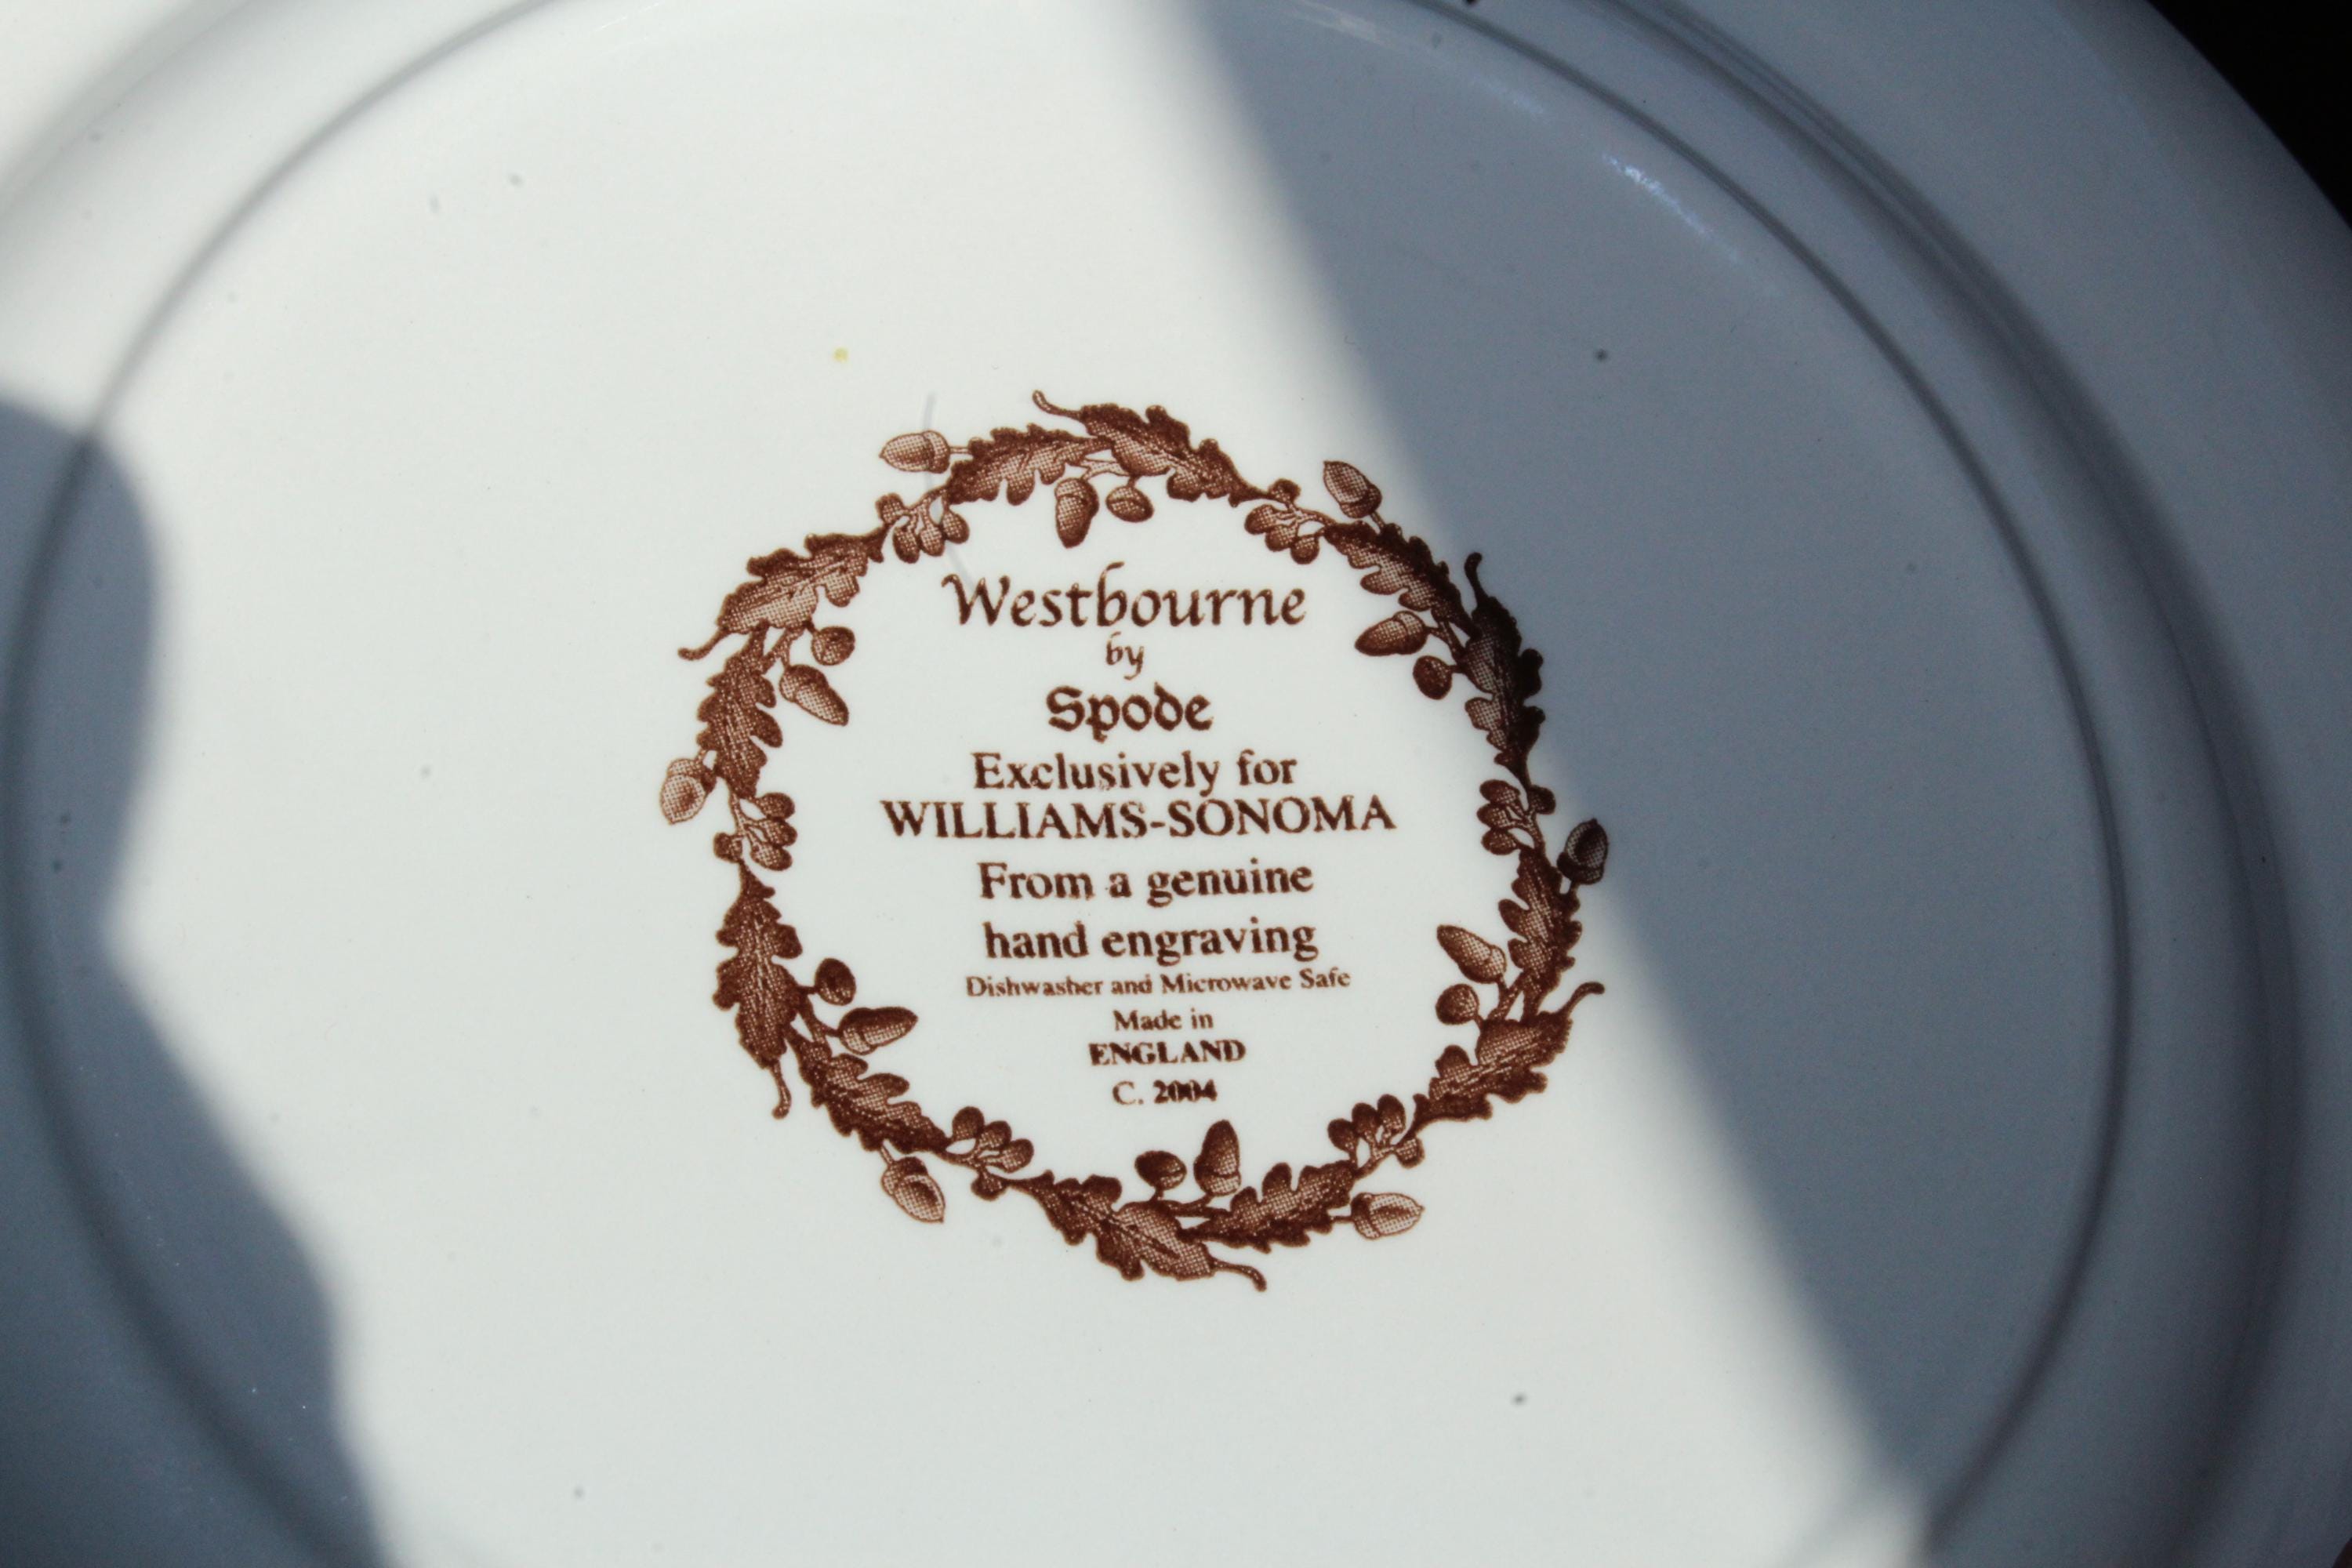 Westbourne
by
Spode
Exclusively for
WILLIAMS-SONOMA
From a genuine
hand engraving
Dishwasher and Microwave Safe
Made in
ENGLAND
C. 2004